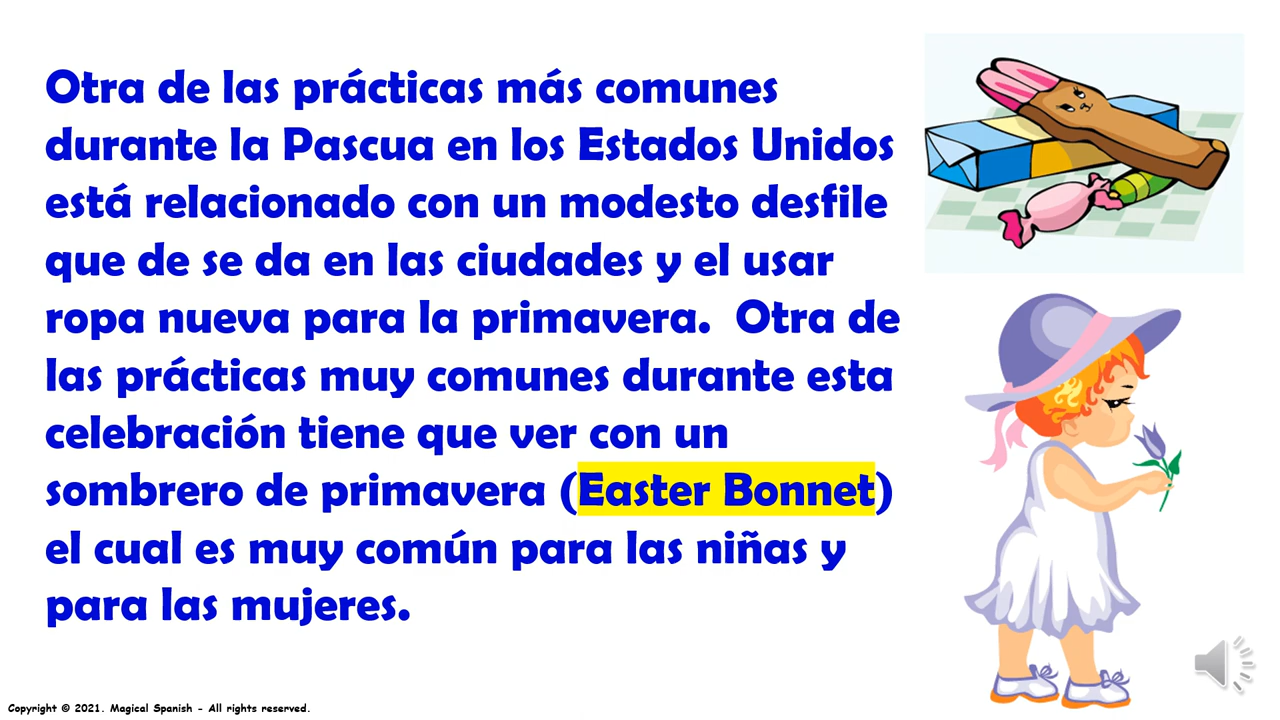 Otra de las prácticas más comunes
durante la Pascua en los Estados Unidos
está relacionado con un modesto desfile
que de se da en las ciudades y el usar
ropa nueva para la primavera.  Otra de
las prácticas muy comunes durante esta
celebración tiene que ver con un
sombrero de primavera (Easter Bonnet)
el cual es muy común para las niñas y
para las mujeres.
Copyright © 2021. Magical Spanish - All rights reserved.